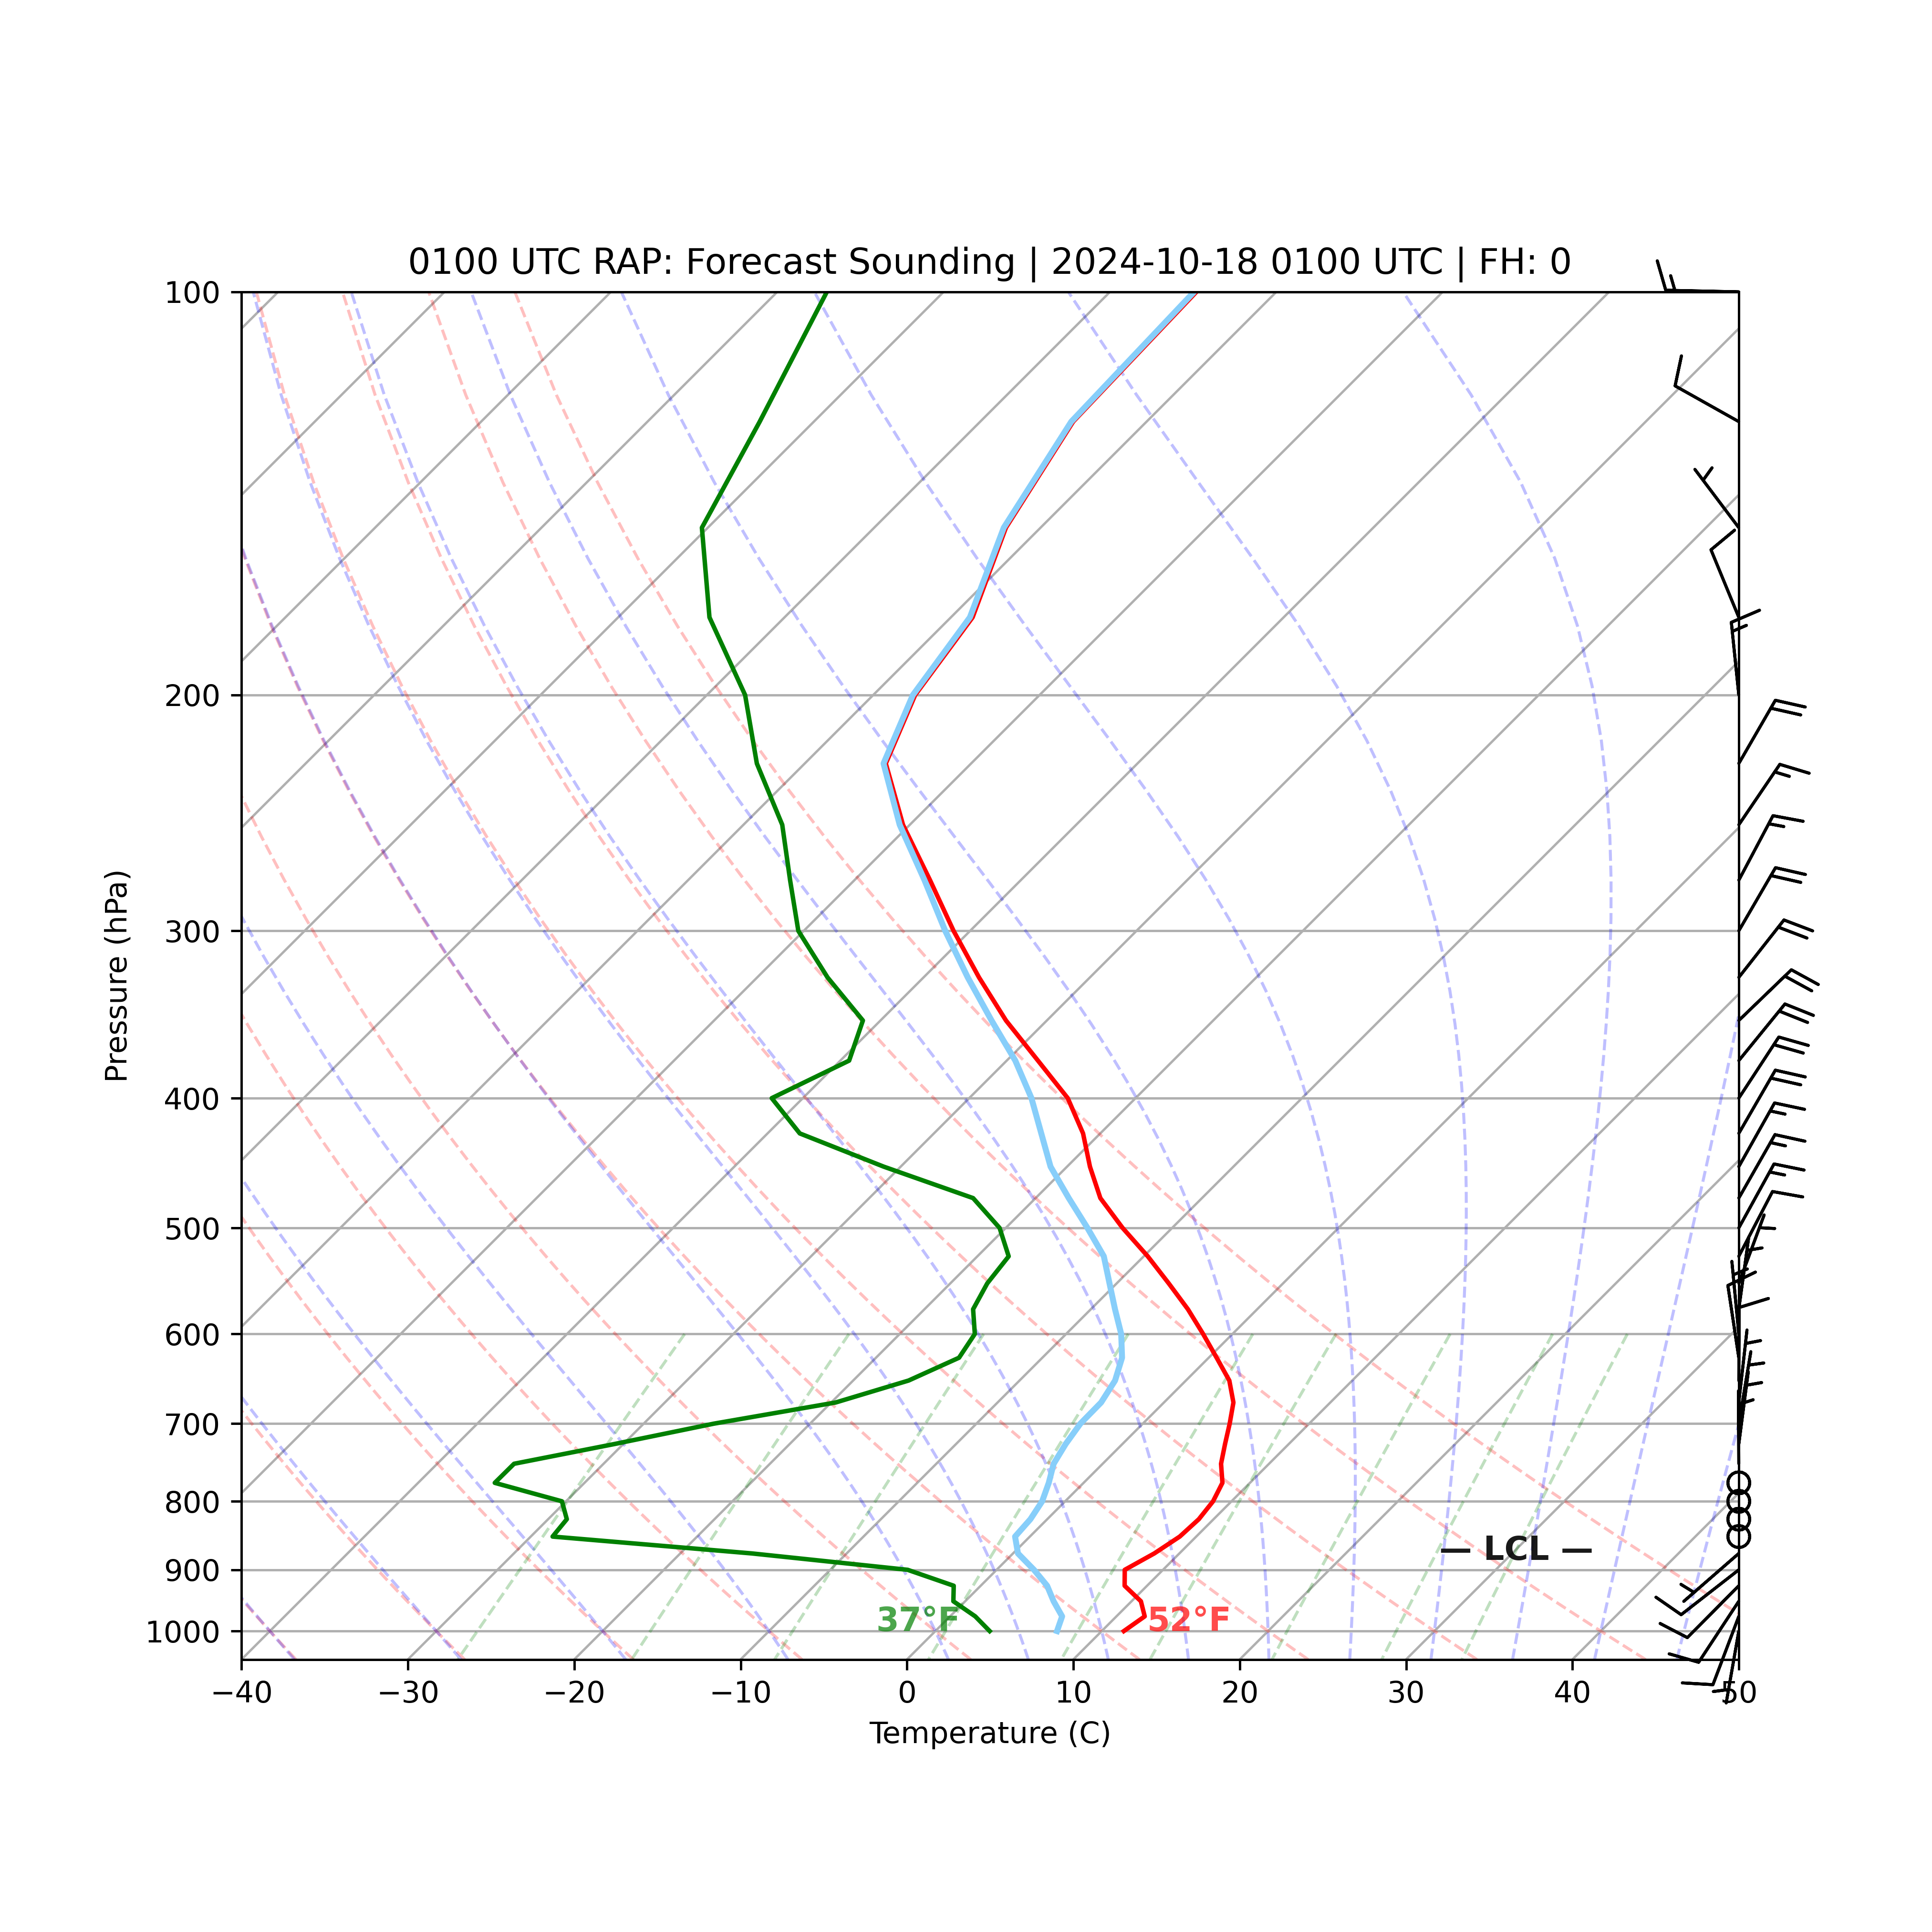 0100 UTC RAP: Forecast Sounding | 2024-10-18 0100 UTC | FH: 0
100
200
300
400
500
600
700
800
900
1000
Pressure (hPa)
— LCL —
37°F
52°F
−40 −30 −20 −10 0 10 20 30 40 50
Temperature (C)